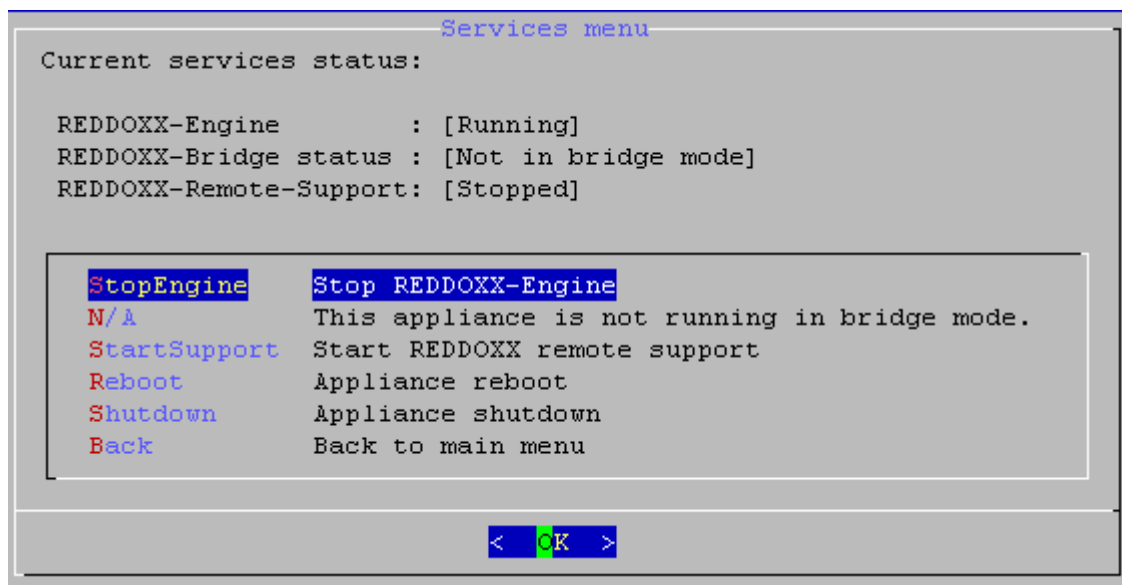 Services menu
Current services status:
REDDOXX-Engine : [Running]
REDDOXX-Bridge status : [Not in bridge mode]
REDDOXX-Remote-Support: [Stopped]
StopEngine Stop REDDOXX-Engine
N/A This appliance is not running in bridge mode.
StartSupport Start REDDOXX remote support
Reboot Appliance reboot
Shutdown Appliance shutdown
Back Back to main menu
< OK >